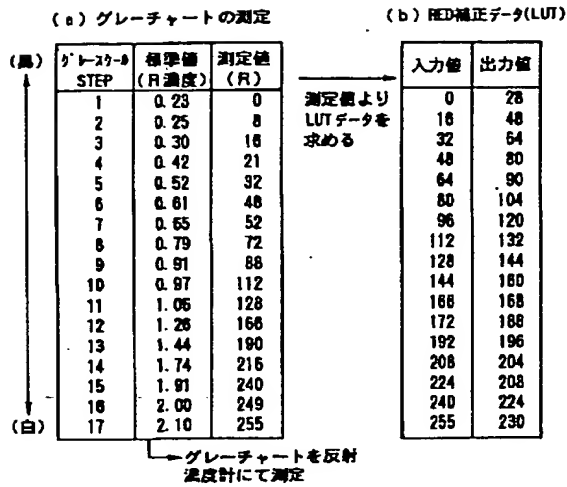 (a) グレーチャートの測定
(黒)
グレースケール STEP 標準値 (R濃度) 測定値 (R)
1 0.23 0
2 0.25 8
3 0.30 16
4 0.42 21
5 0.52 32
6 0.61 48
7 0.65 52
8 0.79 72
9 0.91 88
10 0.97 112
11 1.05 128
12 1.26 166
13 1.44 190
14 1.74 216
15 1.91 240
16 2.00 249
17 2.10 255
(白)
グレーチャートを反射
濃度計にて測定
測定値より
LUTデータを
求める
(b) RED補正データ(LUT)
入力値 出力値
0 28
16 48
32 64
48 80
64 90
80 104
96 120
112 132
128 144
144 160
166 168
172 188
192 196
208 204
224 208
240 224
255 230